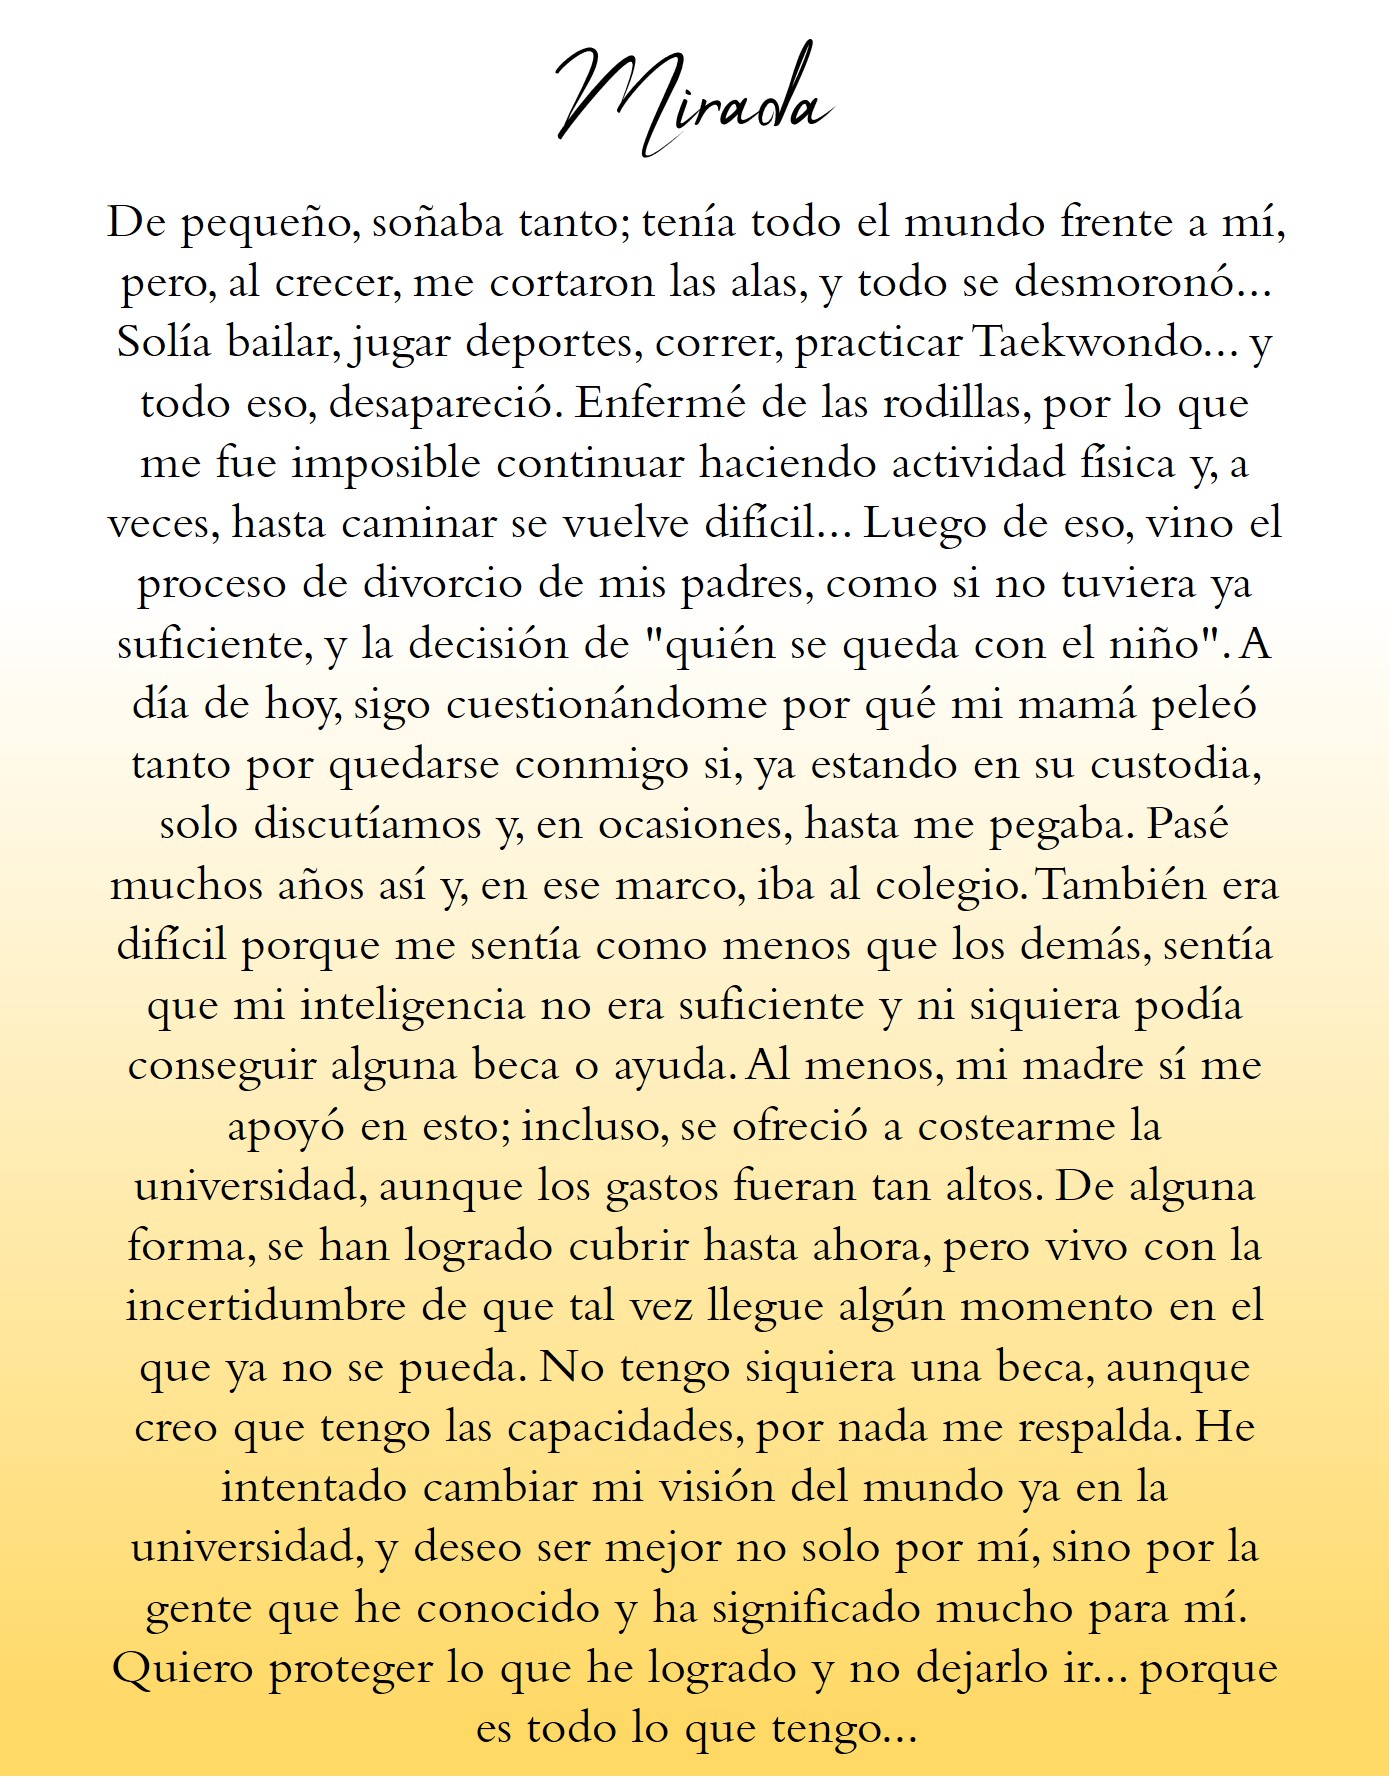 Mirada
De pequeño, soñaba tanto; tenía todo el mundo frente a mí,
pero, al crecer, me cortaron las alas, y todo se desmoronó...
Solía bailar, jugar deportes, correr, practicar Taekwondo... y
todo eso, desapareció. Enfermé de las rodillas, por lo que
me fue imposible continuar haciendo actividad física y, a
veces, hasta caminar se vuelve difícil... Luego de eso, vino el
proceso de divorcio de mis padres, como si no tuviera ya
suficiente, y la decisión de "quién se queda con el niño". A
día de hoy, sigo cuestionándome por qué mi mamá peleó
tanto por quedarse conmigo si, ya estando en su custodia,
solo discutíamos y, en ocasiones, hasta me pegaba. Pasé
muchos años así y, en ese marco, iba al colegio. También era
difícil porque me sentía como menos que los demás, sentía
que mi inteligencia no era suficiente y ni siquiera podía
conseguir alguna beca o ayuda. Al menos, mi madre sí me
apoyó en esto; incluso, se ofreció a costearme la
universidad, aunque los gastos fueran tan altos. De alguna
forma, se han logrado cubrir hasta ahora, pero vivo con la
incertidumbre de que tal vez llegue algún momento en el
que ya no se pueda. No tengo siquiera una beca, aunque
creo que tengo las capacidades, por nada me respalda. He
intentado cambiar mi visión del mundo ya en la
universidad, y deseo ser mejor no solo por mí, sino por la
gente que he conocido y ha significado mucho para mí.
Quiero proteger lo que he logrado y no dejarlo ir... porque
es todo lo que tengo...